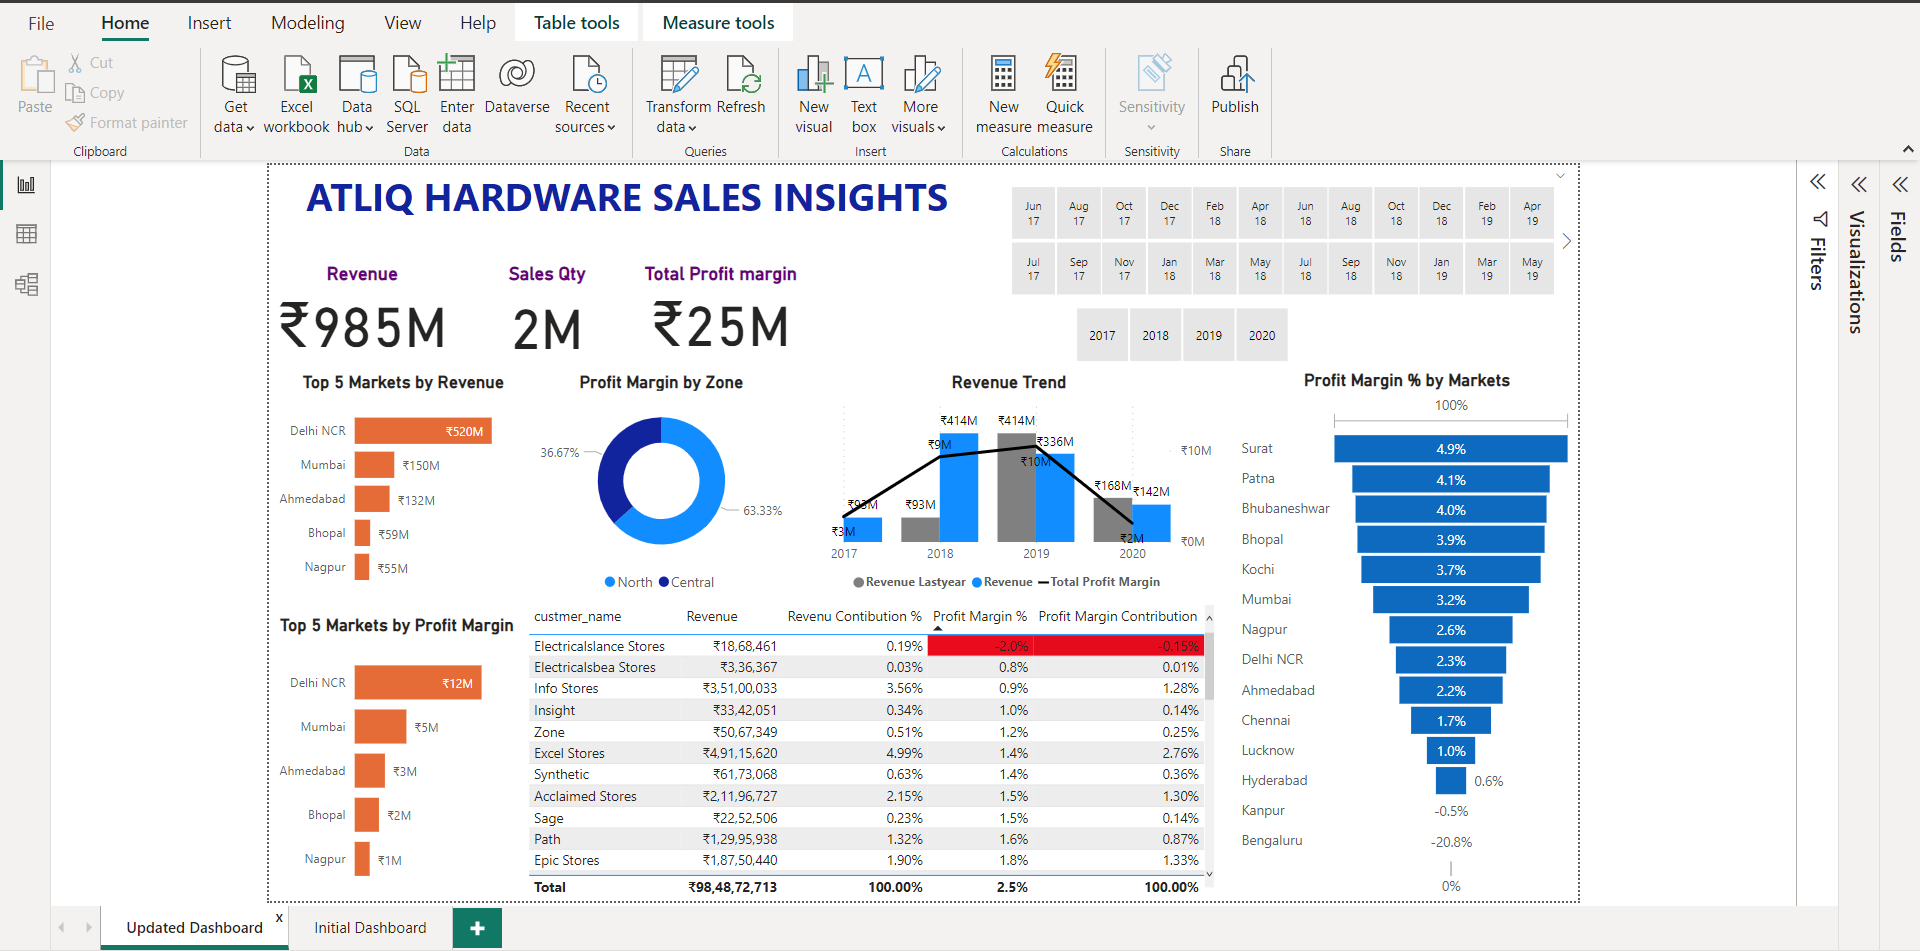 File Home Insert Modeling View Help Table tools Measure tools
Paste
Cut
Copy
Format painter
Clipboard
Get data
Excel workbook
Data hub
SQL Server
Enter data
Dataverse
Recent sources
Data
Transform data
Refresh
Queries
New visual
Text box
More visuals
Insert
New measure
Quick measure
Calculations
Sensitivity
Sensitivity
Publish
Share
ATLIQ HARDWARE SALES INSIGHTS
Jun 17 Aug 17 Oct 17 Dec 17 Feb 18 Apr 18 Jun 18 Aug 18 Oct 18 Dec 18 Feb 19 Apr 19
Jul 17 Sep 17 Nov 17 Jan 18 Mar 18 May 18 Jul 18 Sep 18 Nov 18 Jan 19 Mar 19 May 19
2017 2018 2019 2020
Revenue
₹985M
Sales Qty
2M
Total Profit margin
₹25M
Top 5 Markets by Revenue
Delhi NCR ₹520M
Mumbai ₹150M
Ahmedabad ₹132M
Bhopal ₹59M
Nagpur ₹55M
Profit Margin by Zone
36.67%
63.33%
North Central
Revenue Trend
₹414M ₹414M
₹9M ₹336M
₹10M
₹10M
₹168M ₹142M
₹93M ₹93M
₹3M ₹2M ₹0M
2017 2018 2019 2020
Revenue Lastyear Revenue Total Profit Margin
Profit Margin % by Markets
100%
Surat 4.9%
Patna 4.1%
Bhubaneshwar 4.0%
Bhopal 3.9%
Kochi 3.7%
Mumbai 3.2%
Nagpur 2.6%
Delhi NCR 2.3%
Ahmedabad 2.2%
Chennai 1.7%
Lucknow 1.0%
Hyderabad 0.6%
Kanpur -0.5%
Bengaluru -20.8%
0%
Top 5 Markets by Profit Margin
Delhi NCR ₹12M
Mumbai ₹5M
Ahmedabad ₹3M
Bhopal ₹2M
Nagpur ₹1M
custmer_name Revenue Revenu Contibution % Profit Margin % Profit Margin Contribution
Electricalslance Stores ₹18,68,461 0.19% -2.0% -0.15%
Electricalsbea Stores ₹3,36,367 0.03% 0.8% 0.01%
Info Stores ₹3,51,00,033 3.56% 0.9% 1.28%
Insight ₹33,42,051 0.34% 1.0% 0.14%
Zone ₹50,67,349 0.51% 1.2% 0.25%
Excel Stores ₹4,91,15,620 4.99% 1.4% 2.76%
Synthetic ₹61,73,068 0.63% 1.4% 0.36%
Acclaimed Stores ₹2,11,96,727 2.15% 1.5% 1.30%
Sage ₹22,52,506 0.23% 1.5% 0.14%
Path ₹1,29,95,938 1.32% 1.6% 0.87%
Epic Stores ₹1,87,50,440 1.90% 1.8% 1.33%
Total ₹98,48,72,713 100.00% 2.5% 100.00%
Filters
Visualizations
Fields
Updated Dashboard x
Initial Dashboard
+